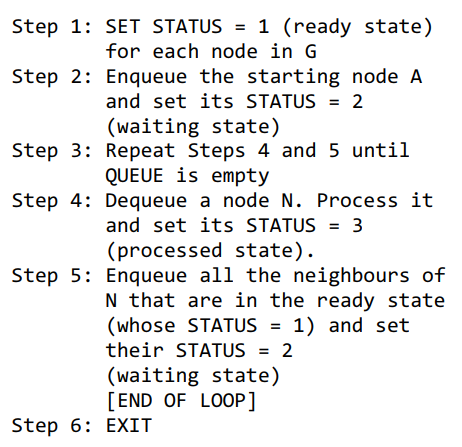 Step 1: SET STATUS = 1 (ready state)
for each node in G
Step 2: Enqueue the starting node A
and set its STATUS = 2
(waiting state)
Step 3: Repeat Steps 4 and 5 until
QUEUE is empty
Step 4: Dequeue a node N. Process it
and set its STATUS = 3
(processed state).
Step 5: Enqueue all the neighbours of
N that are in the ready state
(whose STATUS = 1) and set
their STATUS = 2
(waiting state)
[END OF LOOP]
Step 6: EXIT